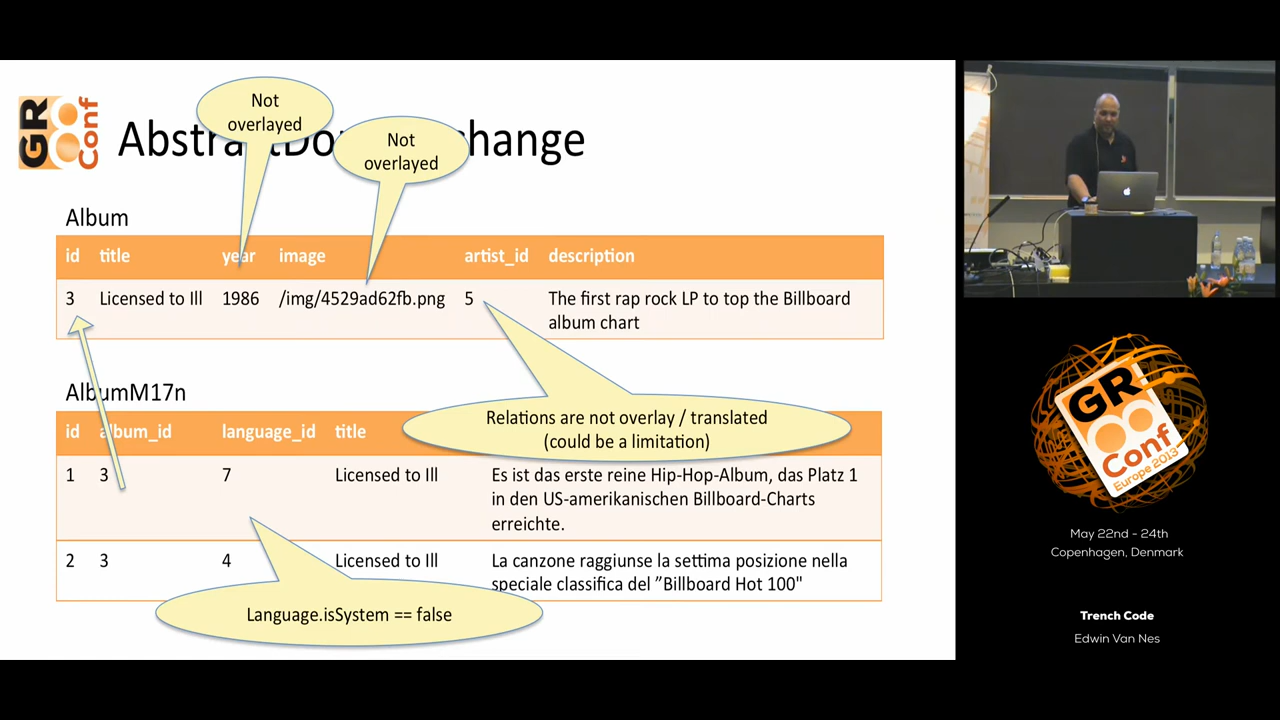 GR
Conf
Not
overlayed
Not
overlayed
Album
id title year image artist_id description
3 Licensed to Ill 1986 /img/4529ad62fb.png 5 The first rap rock LP to top the Billboard
album chart
AlbumM17n
id album_id language_id title
Relations are not overlay / translated
(could be a limitation)
1 3 7 Licensed to Ill Es ist das erste reine Hip-Hop-Album, das Platz 1
in den US-amerikanischen Billboard-Charts
erreichte.
2 3 4 Licensed to Ill La canzone raggiunse la settima posizione nella
speciale classifica del ”Billboard Hot 100"
Language.isSystem == false
GR
Conf
Europe 2013
May 22nd - 24th
Copenhagen, Denmark
Trench Code
Edwin Van Nes